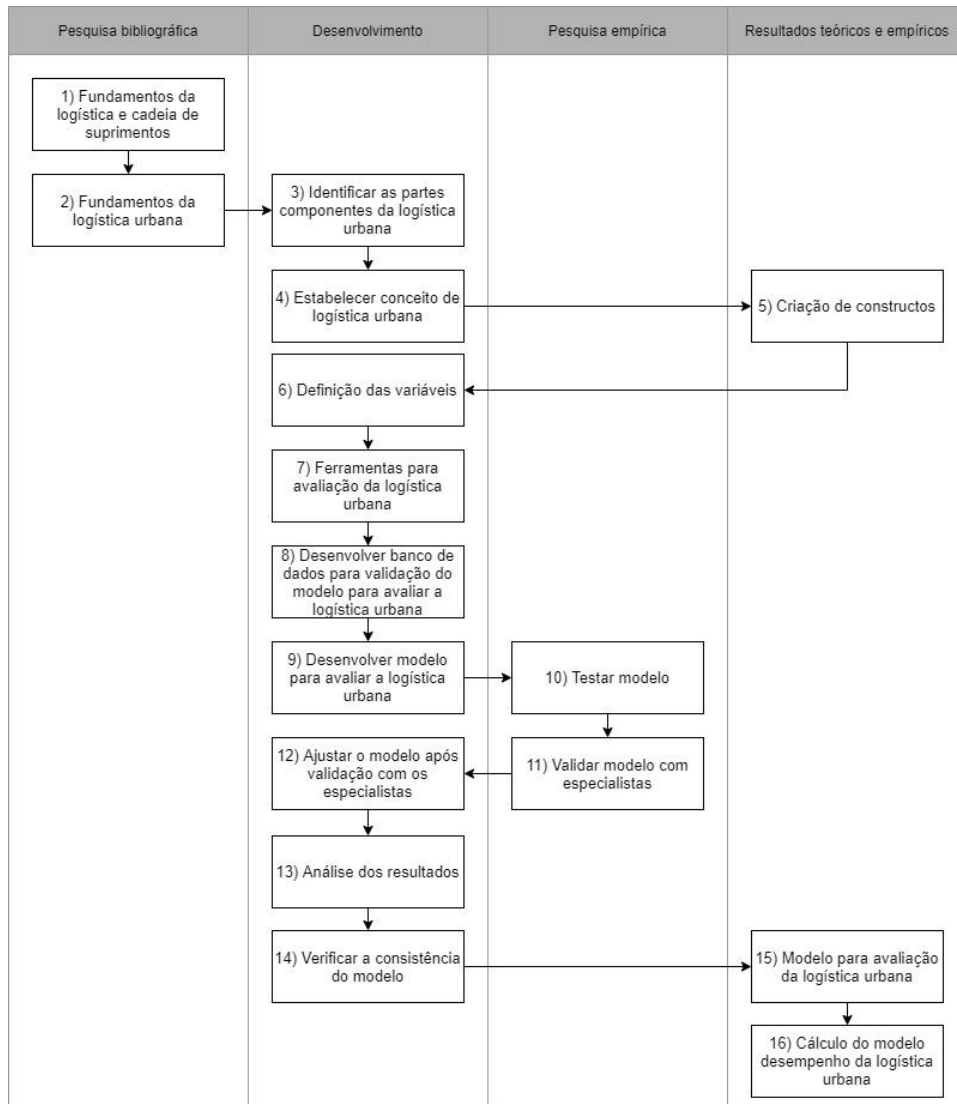 Pesquisa bibliográfica
Desenvolvimento
Pesquisa empírica
Resultados teóricos e empíricos
1) Fundamentos da
logística e cadeia de
suprimentos
2) Fundamentos da
logística urbana
3) Identificar as partes
componentes da logística
urbana
4) Estabelecer conceito de
logística urbana
5) Criação de constructos
6) Definição das variáveis
7) Ferramentas para
avaliação da logística
urbana
8) Desenvolver banco de
dados para validação do
modelo para avaliar a
logística urbana
9) Desenvolver modelo
para avaliar a logística
urbana
10) Testar modelo
11) Validar modelo com
especialistas
12) Ajustar o modelo após
validação com os
especialistas
13) Análise dos resultados
14) Verificar a consistência
do modelo
15) Modelo para avaliação
da logística urbana
16) Cálculo do modelo
desempenho da logística
urbana